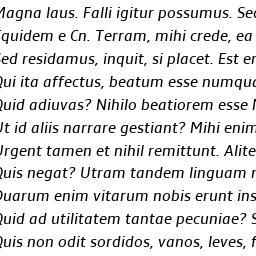 Magna laus. Falli igitur possumus. Sed
Equidem e Cn. Terram, mihi crede, ea
Sed residamus, inquit, si placet. Est en
Qui ita affectus, beatum esse numqua
Quid adiuvas? Nihilo beatiorem esse
Ut id aliis narrare gestiant? Mihi enim
Urgent tamen et nihil remittunt. Alite
Quis negat? Utram tandem linguam
Duarum enim vitarum nobis erunt ins
Quid ad utilitatem tantae pecuniae?
Quis non odit sordidos, vanos, leves,